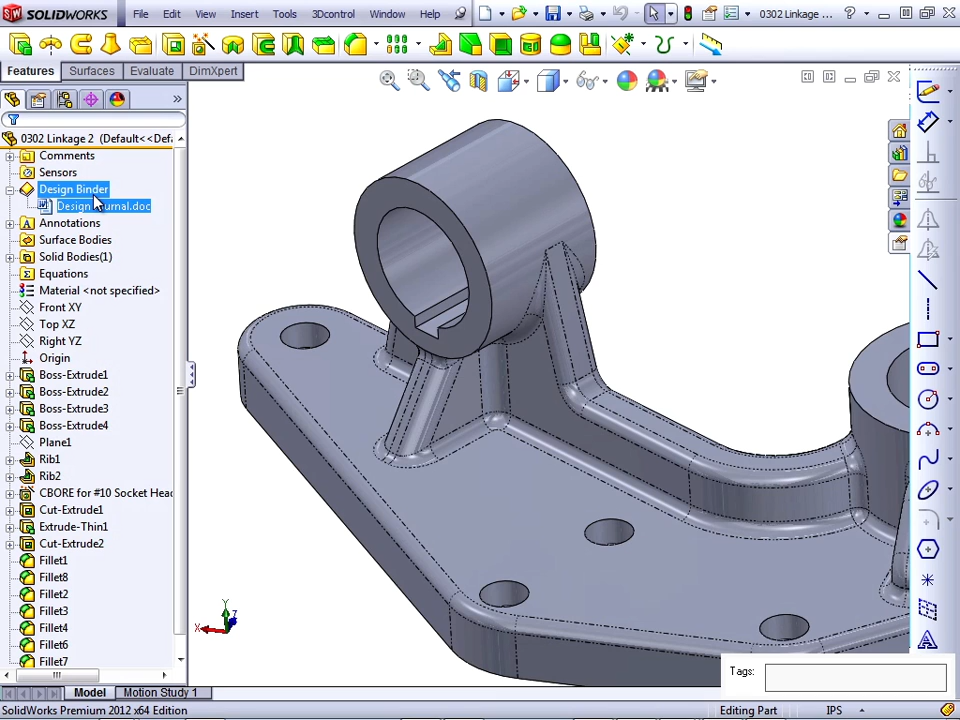 SOLIDWORKS File Edit View Insert Tools 3Dcontrol Window Help 0302 Linkage ...
Features Surfaces Evaluate DimXpert
0302 Linkage 2 (Default<<Def
Comments
Sensors
Design Binder
Design urnal.doc
Annotations
Surface Bodies
Solid Bodies(1)
Equations
Material <not specified>
Front XY
Top XZ
Right YZ
Origin
Boss-Extrude1
Boss-Extrude2
Boss-Extrude3
Boss-Extrude4
Plane1
Rib1
Rib2
CBORE for #10 Socket Head
Cut-Extrude1
Extrude-Thin1
Cut-Extrude2
Fillet1
Fillet8
Fillet2
Fillet3
Fillet4
Fillet6
Fillet7
Y
Z
X
Tags:
Model Motion Study 1
SolidWorks Premium 2012 x64 Edition Editing Part IPS